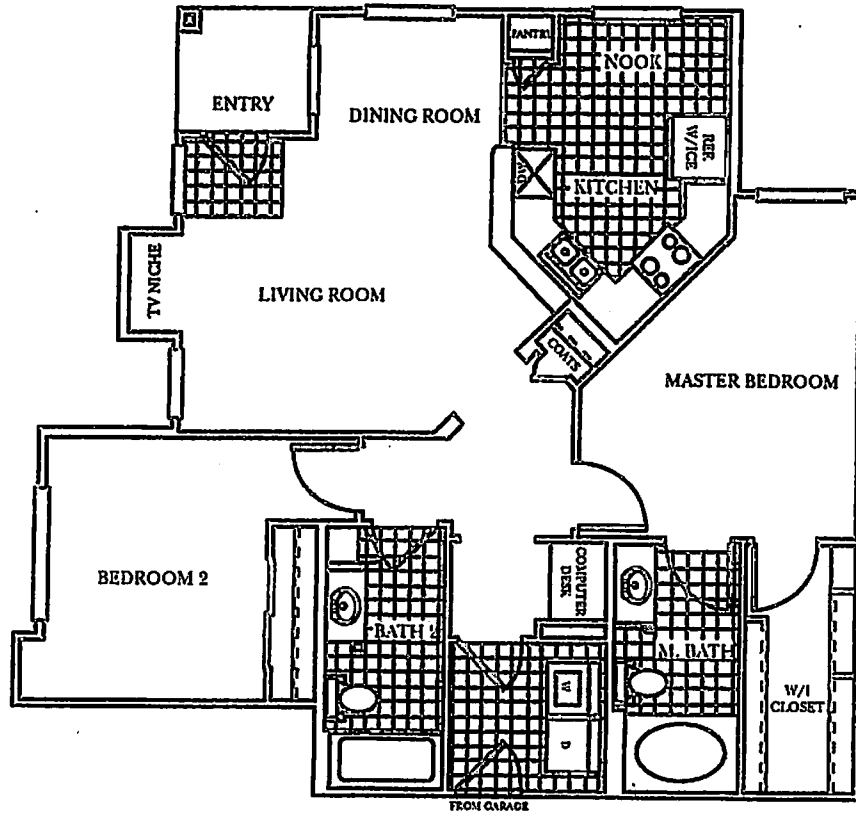 PANTRY
NOOK
ENTRY
DINING ROOM
REF.
W/ICE
DW
KITCHEN
TV NICHE
LIVING ROOM
COATS
MASTER BEDROOM
BEDROOM 2
COMPUTER
DESK
BATH 2
M. BATH
W
W/I
CLOSET
D
FROM GARAGE